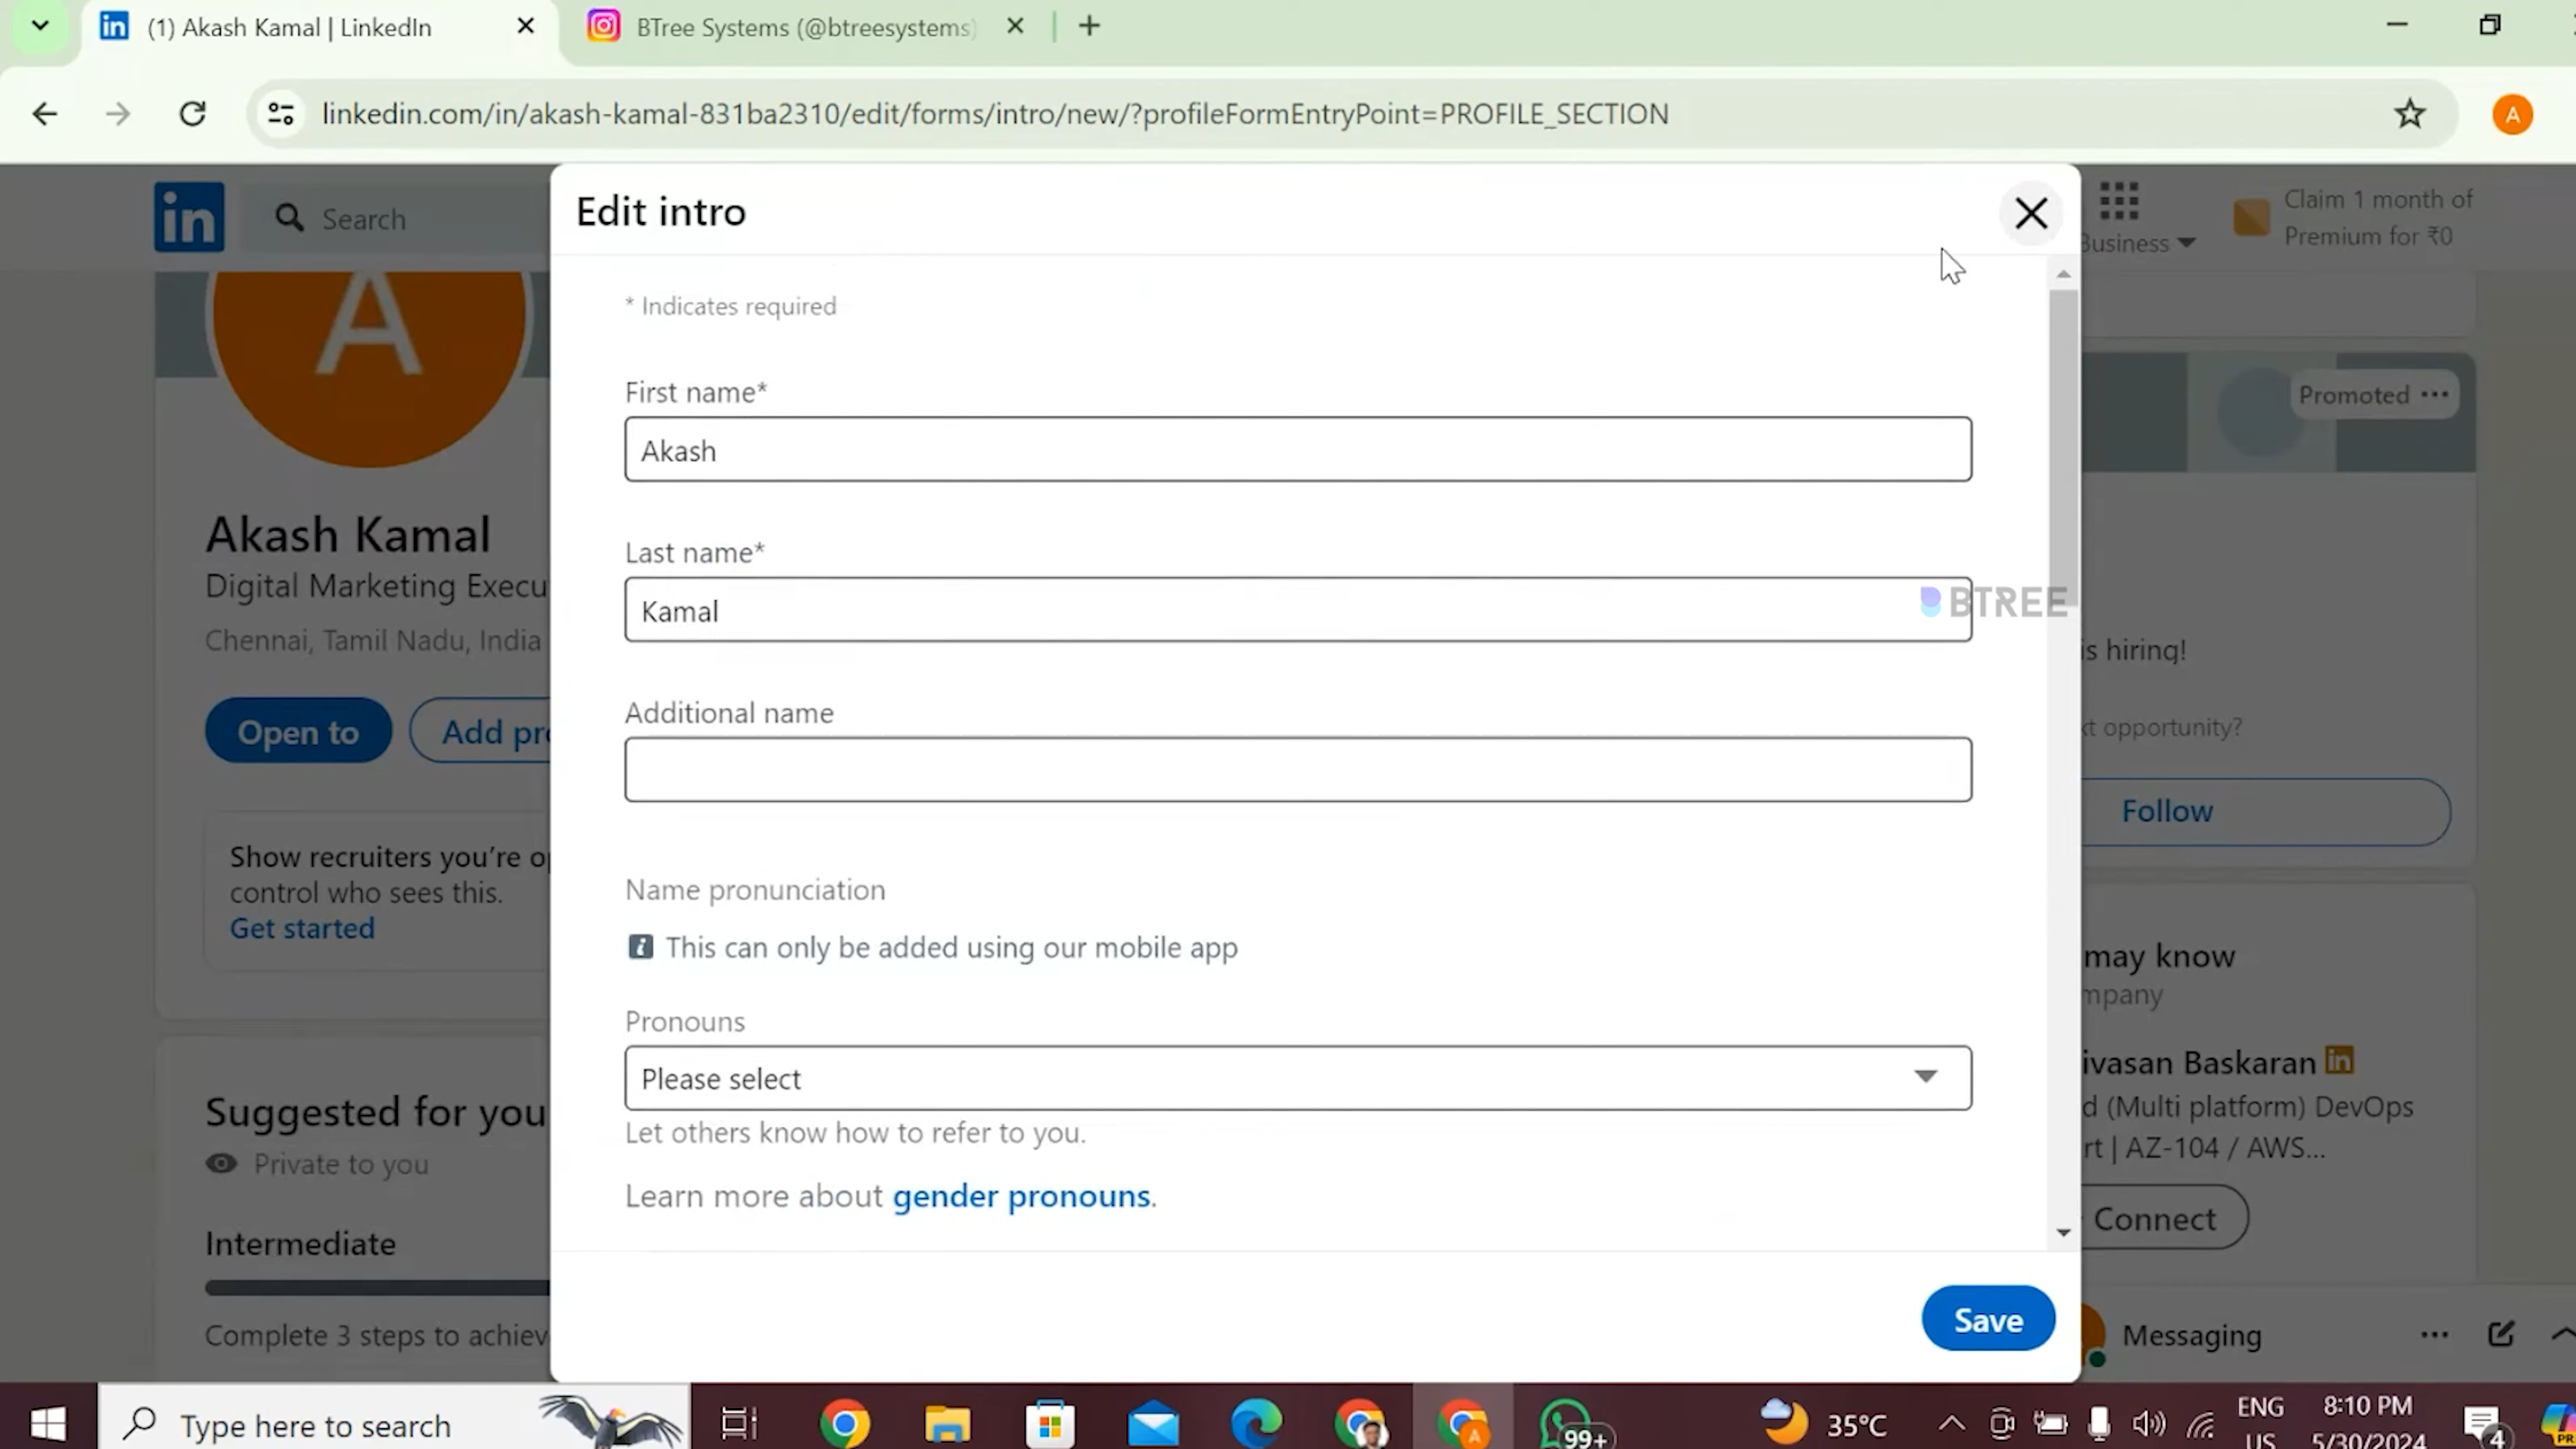 (1) Akash Kamal | LinkedIn
BTree Systems (@btreesystems)
linkedin.com/in/akash-kamal-831ba2310/edit/forms/intro/new/?profileFormEntryPoint=PROFILE_SECTION
A
in
Search
Business
Claim 1 month of
Premium for ₹0
Edit intro
* Indicates required
First name*
Akash
Last name*
Kamal
Additional name
Name pronunciation
This can only be added using our mobile app
Pronouns
Please select
Let others know how to refer to you.
Learn more about gender pronouns.
Save
BTREE
A
Akash Kamal
Digital Marketing Execu
Chennai, Tamil Nadu, India
Open to
Add pro
Show recruiters you’re op
control who sees this.
Get started
Suggested for you
Private to you
Intermediate
Complete 3 steps to achiev
Promoted
is hiring!
xt opportunity?
Follow
may know
mpany
ivasan Baskaran
d (Multi platform) DevOps
rt | AZ-104 / AWS...
Connect
Messaging
Type here to search
99+
35°C
ENG
US
8:10 PM
5/30/2024
4